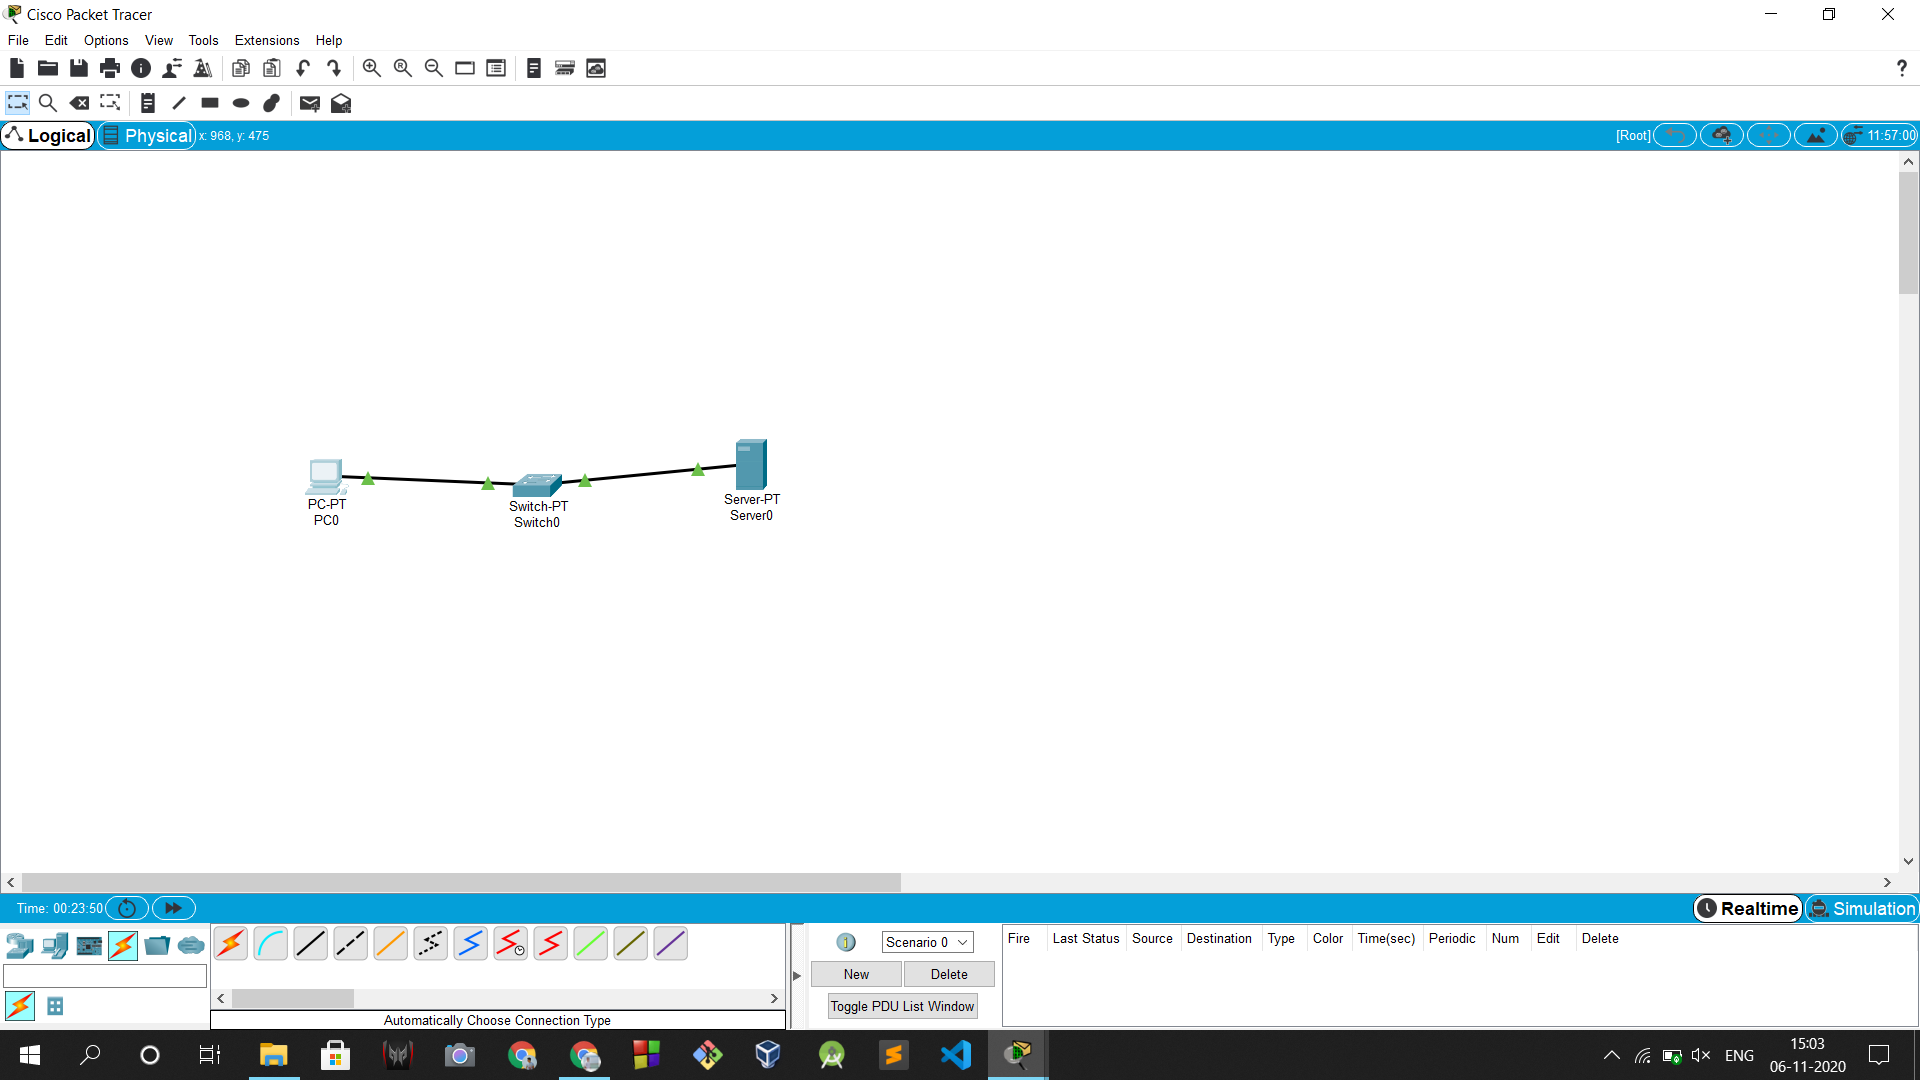 Cisco Packet Tracer
File Edit Options View Tools Extensions Help
?
Logical Physical x: 968, y: 475 [Root] 11:57:00
PC-PT
PC0
Switch-PT
Switch0
Server-PT
Server0
Time: 00:23:50 Realtime Simulation
Scenario 0
New Delete
Toggle PDU List Window
Fire Last Status Source Destination Type Color Time(sec) Periodic Num Edit Delete
Automatically Choose Connection Type
ENG
15:03
06-11-2020